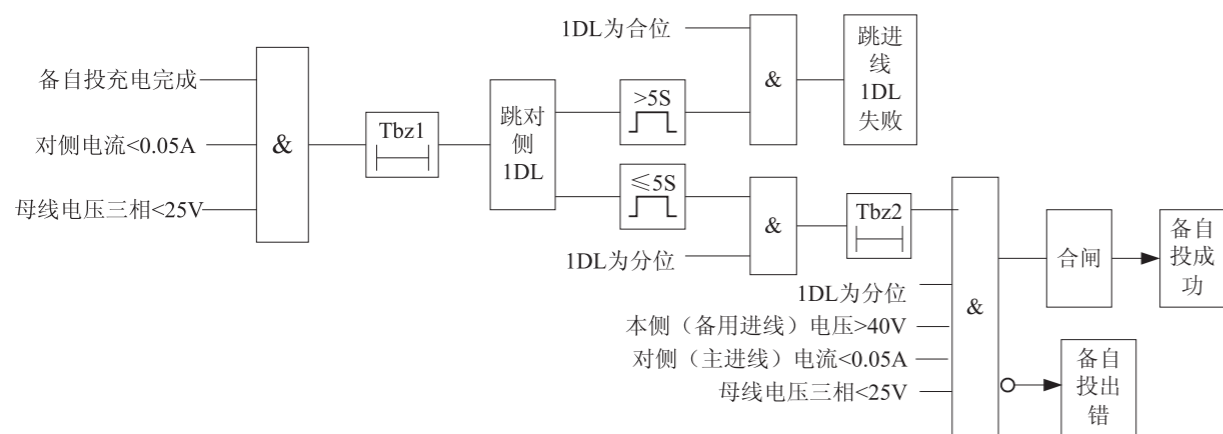 1DL为合位
备自投充电完成
对侧电流<0.05A
母线电压三相<25V
&
Tbz1
跳对
侧
1DL
>5S
&
跳进
线
1DL
失败
≤5S
1DL为分位
&
Tbz2
1DL为分位
本侧（备用进线）电压>40V
对侧（主进线）电流<0.05A
母线电压三相<25V
&
合闸
备自
投成
功
备自
投出
错